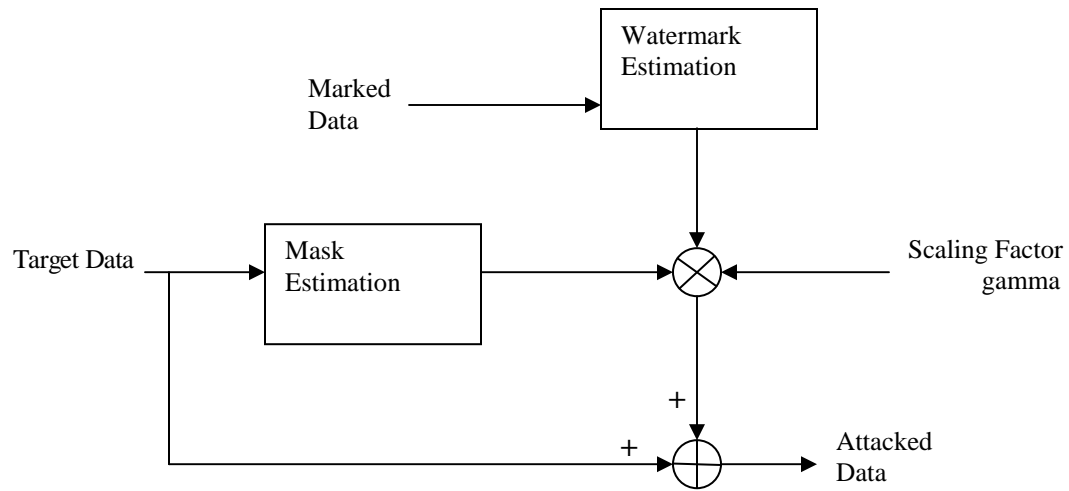 Watermark
Estimation
Marked
Data
Target Data
Mask
Estimation
Scaling Factor
gamma
+
+
Attacked
Data